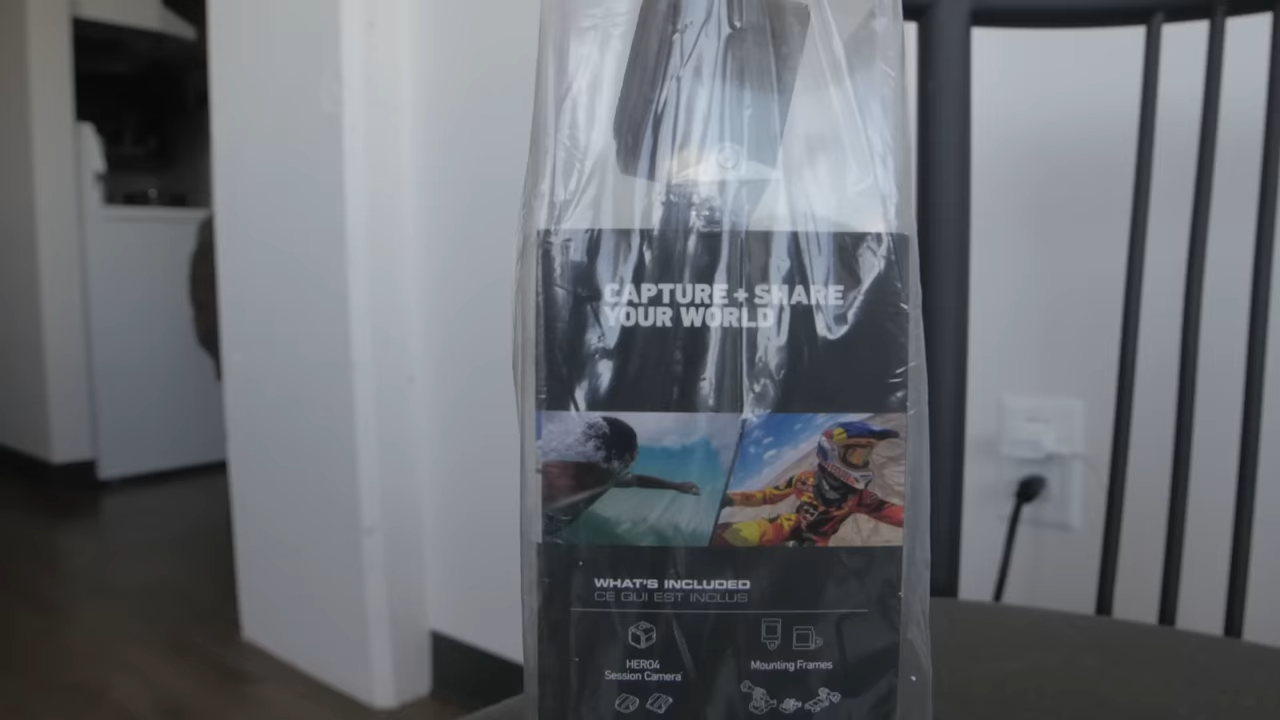 CAPTURE + SHARE
YOUR WORLD
WHAT'S INCLUDED
CE QUI EST INCLUS
HERO4
Session Camera
Mounting Frames